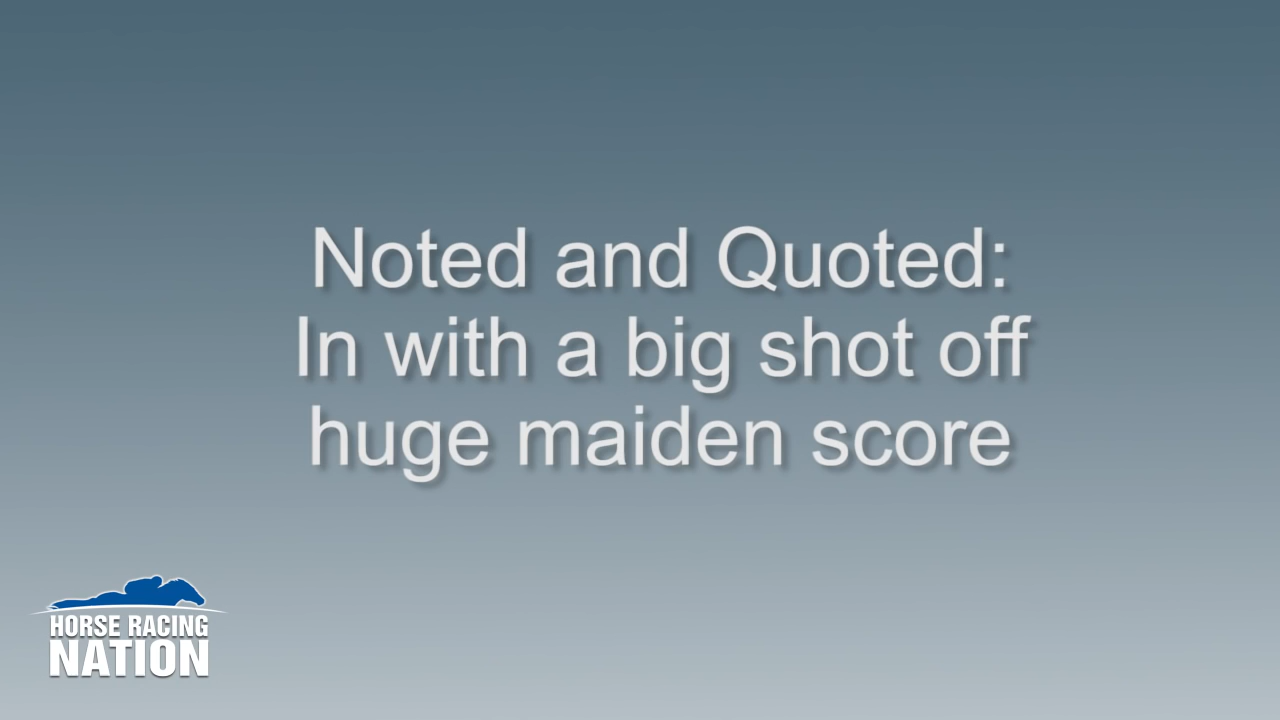 Noted and Quoted:
In with a big shot off
huge maiden score
HORSE RACING
NATION